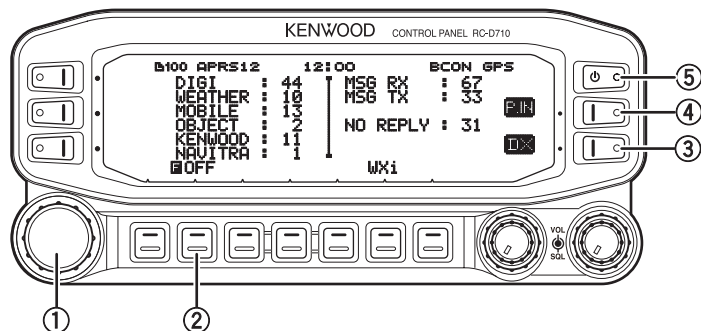 KENWOOD CONTROL PANEL RC-D710
100 APRS12 12:00 BCON GPS
DIGI : 44 MSG RX : 67
WEATHER : 10 MSG TX : 33
MOBILE : 13 P.IN
OBJECT : 2 NO REPLY : 31
KENWOOD : 11 DX
NAVITRA : 1
F OFF WXi
VOL
SQL
1
2
3
4
5